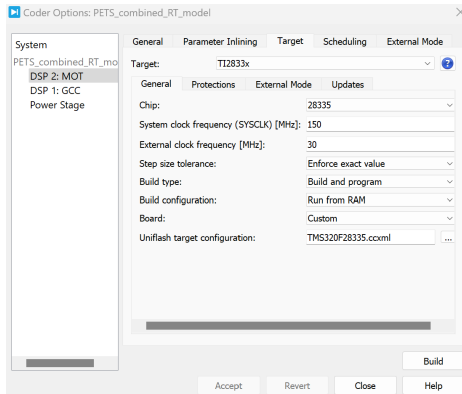 Coder Options: PETS_combined_RT_model
System
PETS_combined_RT_mo
DSP 2: MOT
DSP 1: GCC
Power Stage
General Parameter Inlining Target Scheduling External Mode
Target: TI2833x
General Protections External Mode Updates
Chip: 28335
System clock frequency (SYSCLK) [MHz]: 150
External clock frequency [MHz]: 30
Step size tolerance: Enforce exact value
Build type: Build and program
Build configuration: Run from RAM
Board: Custom
Uniflash target configuration: TMS320F28335.ccxml ...
Build
Accept Revert Close Help